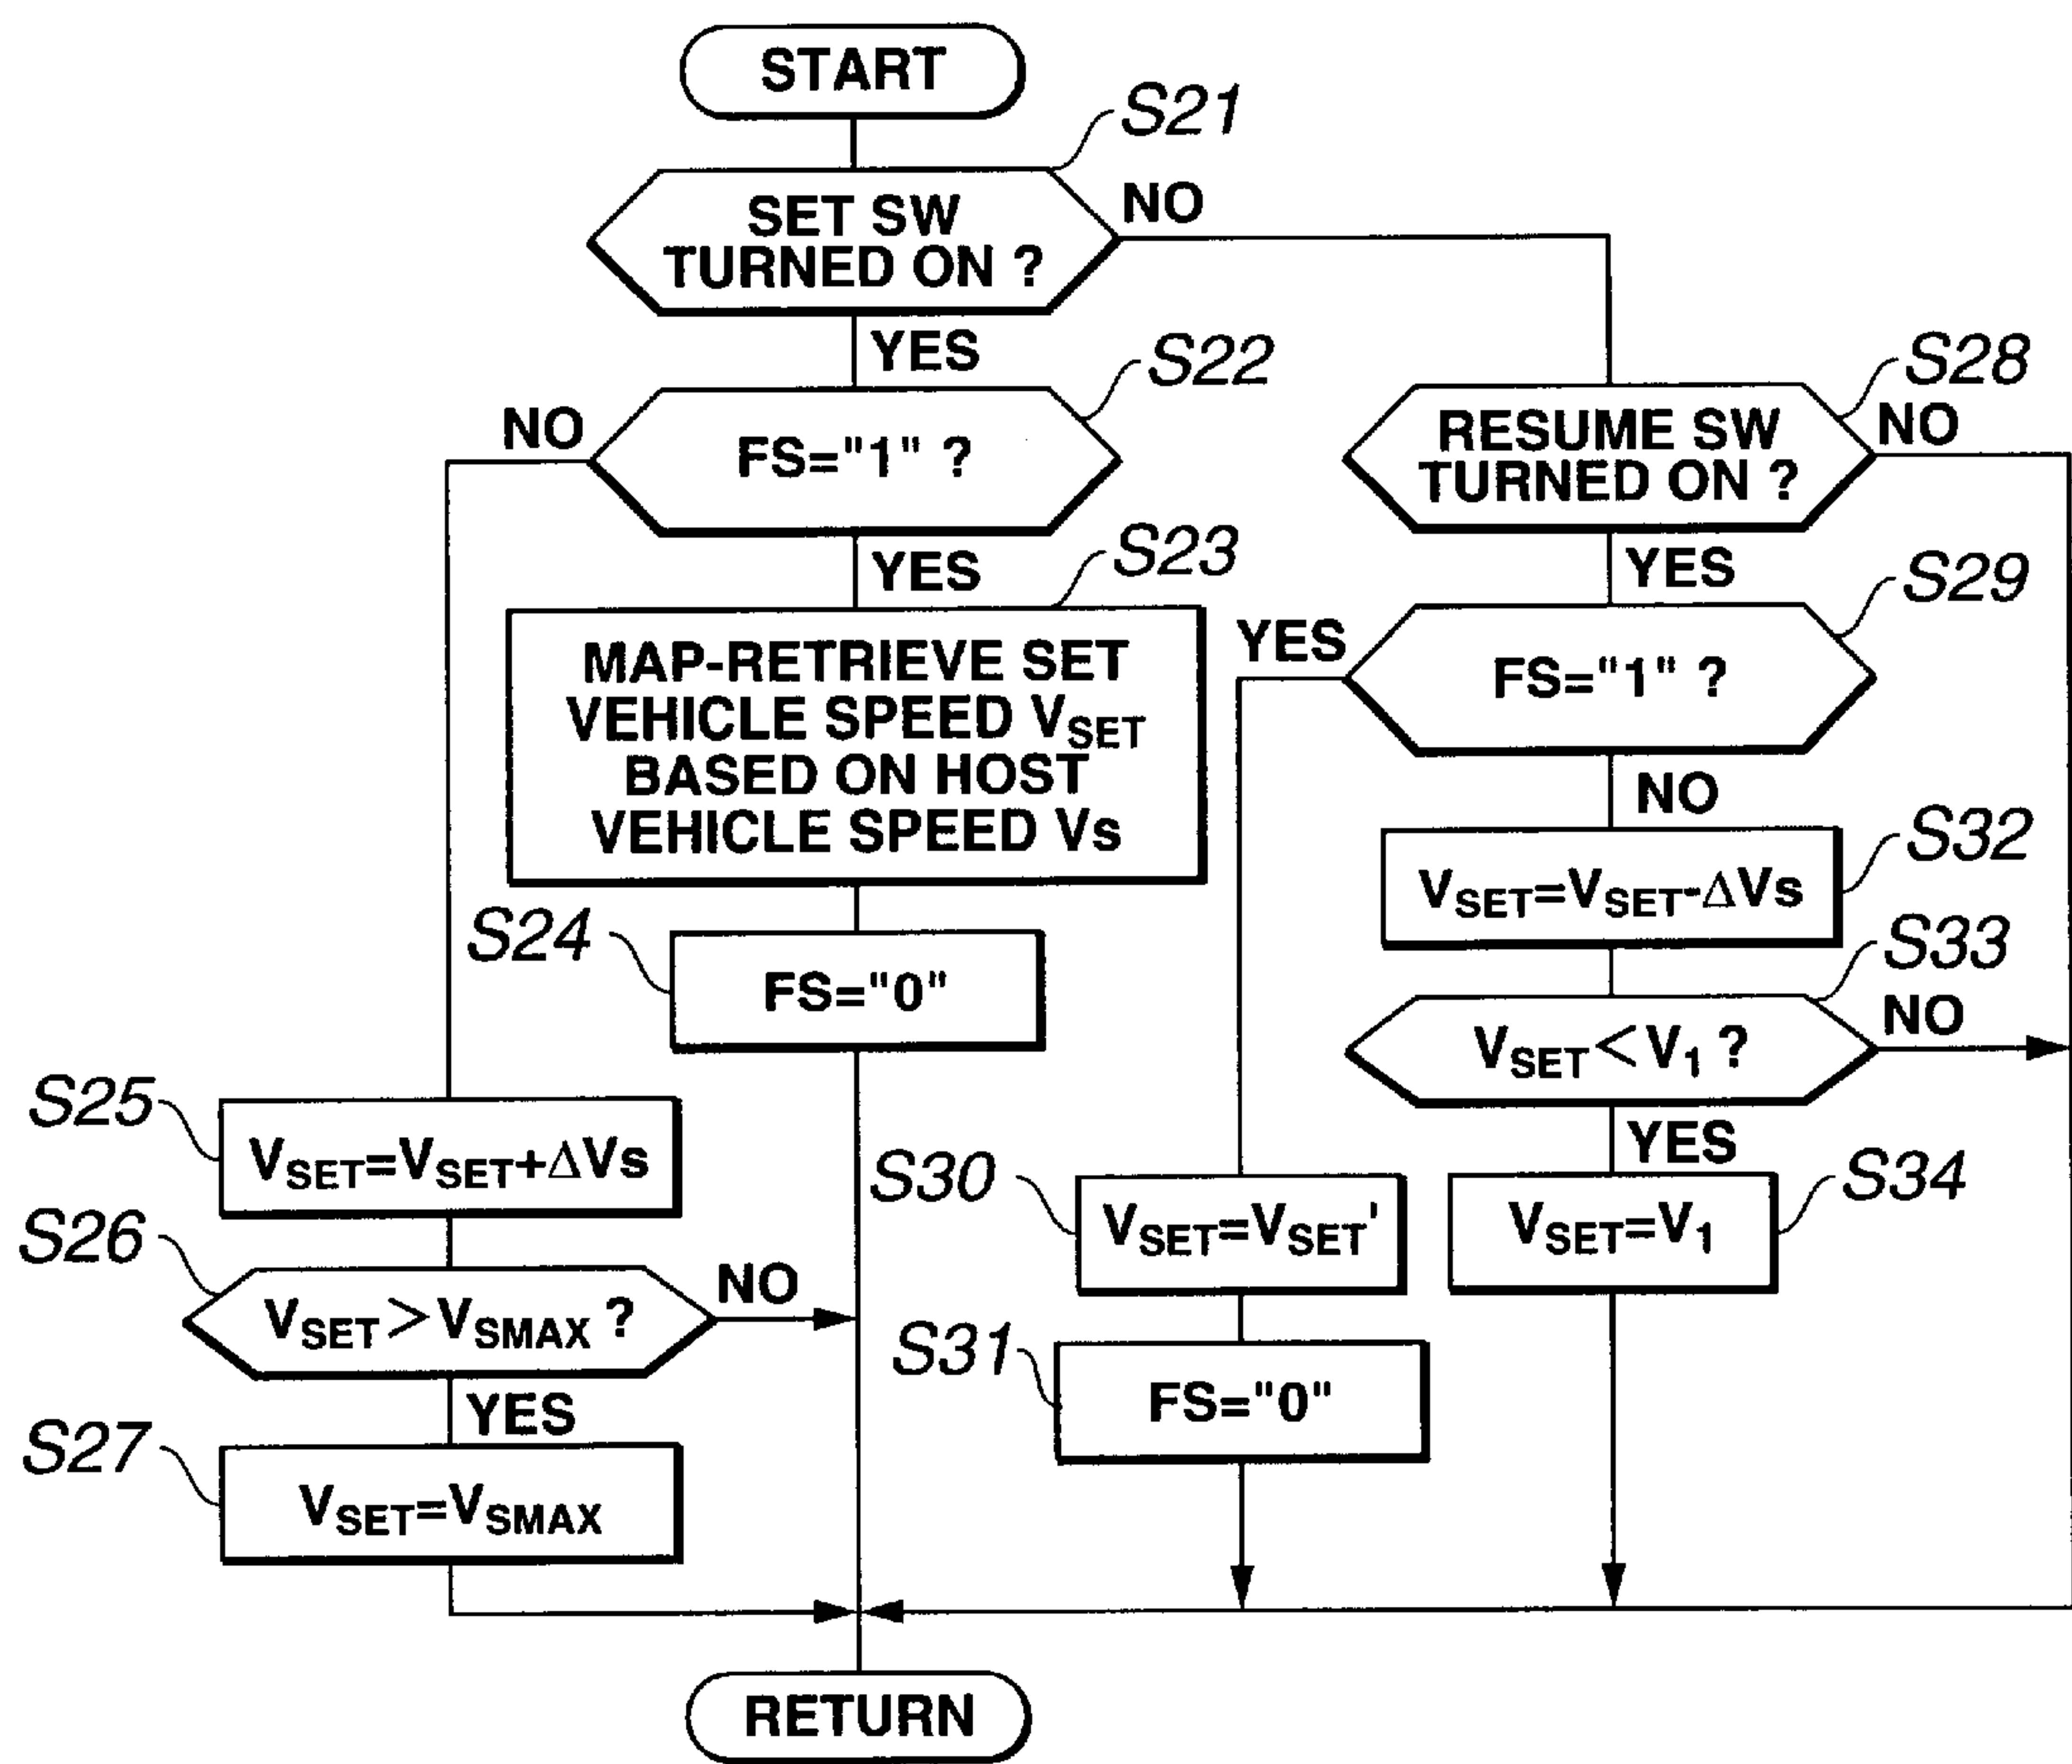 START
S21
SET SW
TURNED ON ?
NO
YES
S22
FS="1" ?
NO
YES
S23
MAP-RETRIEVE SET
VEHICLE SPEED VSET
BASED ON HOST
VEHICLE SPEED Vs
S24
FS="0"
S25
VSET=VSET+ΔVs
S26
VSET>VSMAX ?
NO
YES
S27
VSET=VSMAX
S28
RESUME SW
TURNED ON ?
NO
YES
S29
FS="1" ?
YES
NO
S32
VSET=VSET-ΔVs
S33
VSET<V1 ?
NO
YES
S34
VSET=V1
S30
VSET=VSET'
S31
FS="0"
RETURN